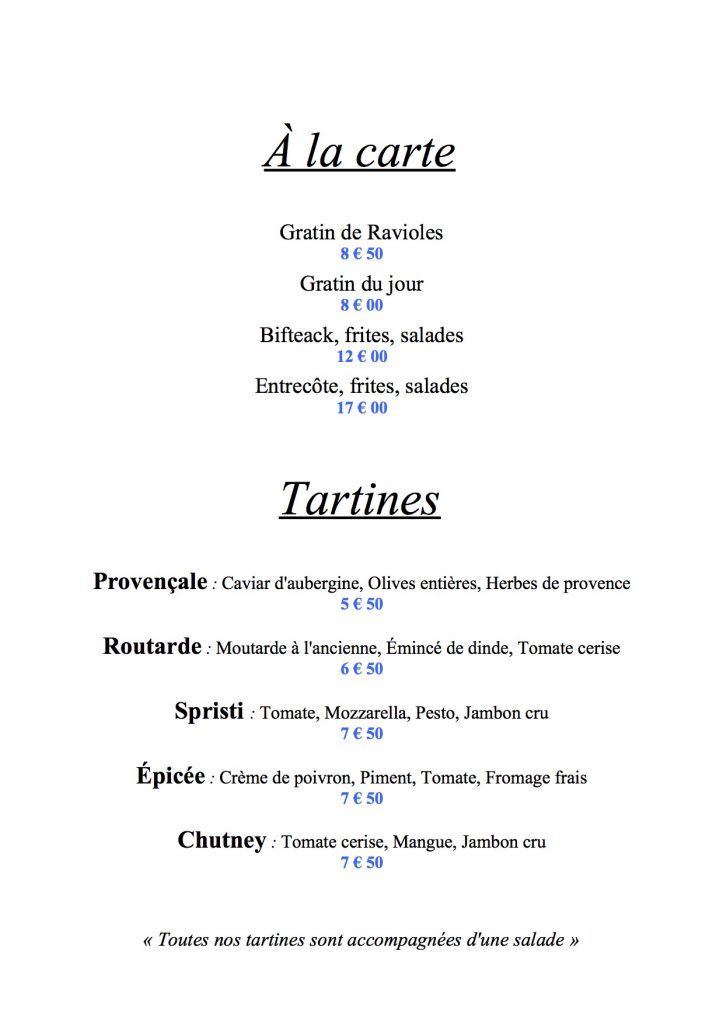 À la carte
Gratin de Ravioles
8 € 50
Gratin du jour
8 € 00
Bifteack, frites, salades
12 € 00
Entrecôte, frites, salades
17 € 00
Tartines
Provençale : Caviar d'aubergine, Olives entières, Herbes de provence
5 € 50
Routarde : Moutarde à l'ancienne, Émincé de dinde, Tomate cerise
6 € 50
Spristi : Tomate, Mozzarella, Pesto, Jambon cru
7 € 50
Épicée : Crème de poivron, Piment, Tomate, Fromage frais
7 € 50
Chutney : Tomate cerise, Mangue, Jambon cru
7 € 50
« Toutes nos tartines sont accompagnées d'une salade »